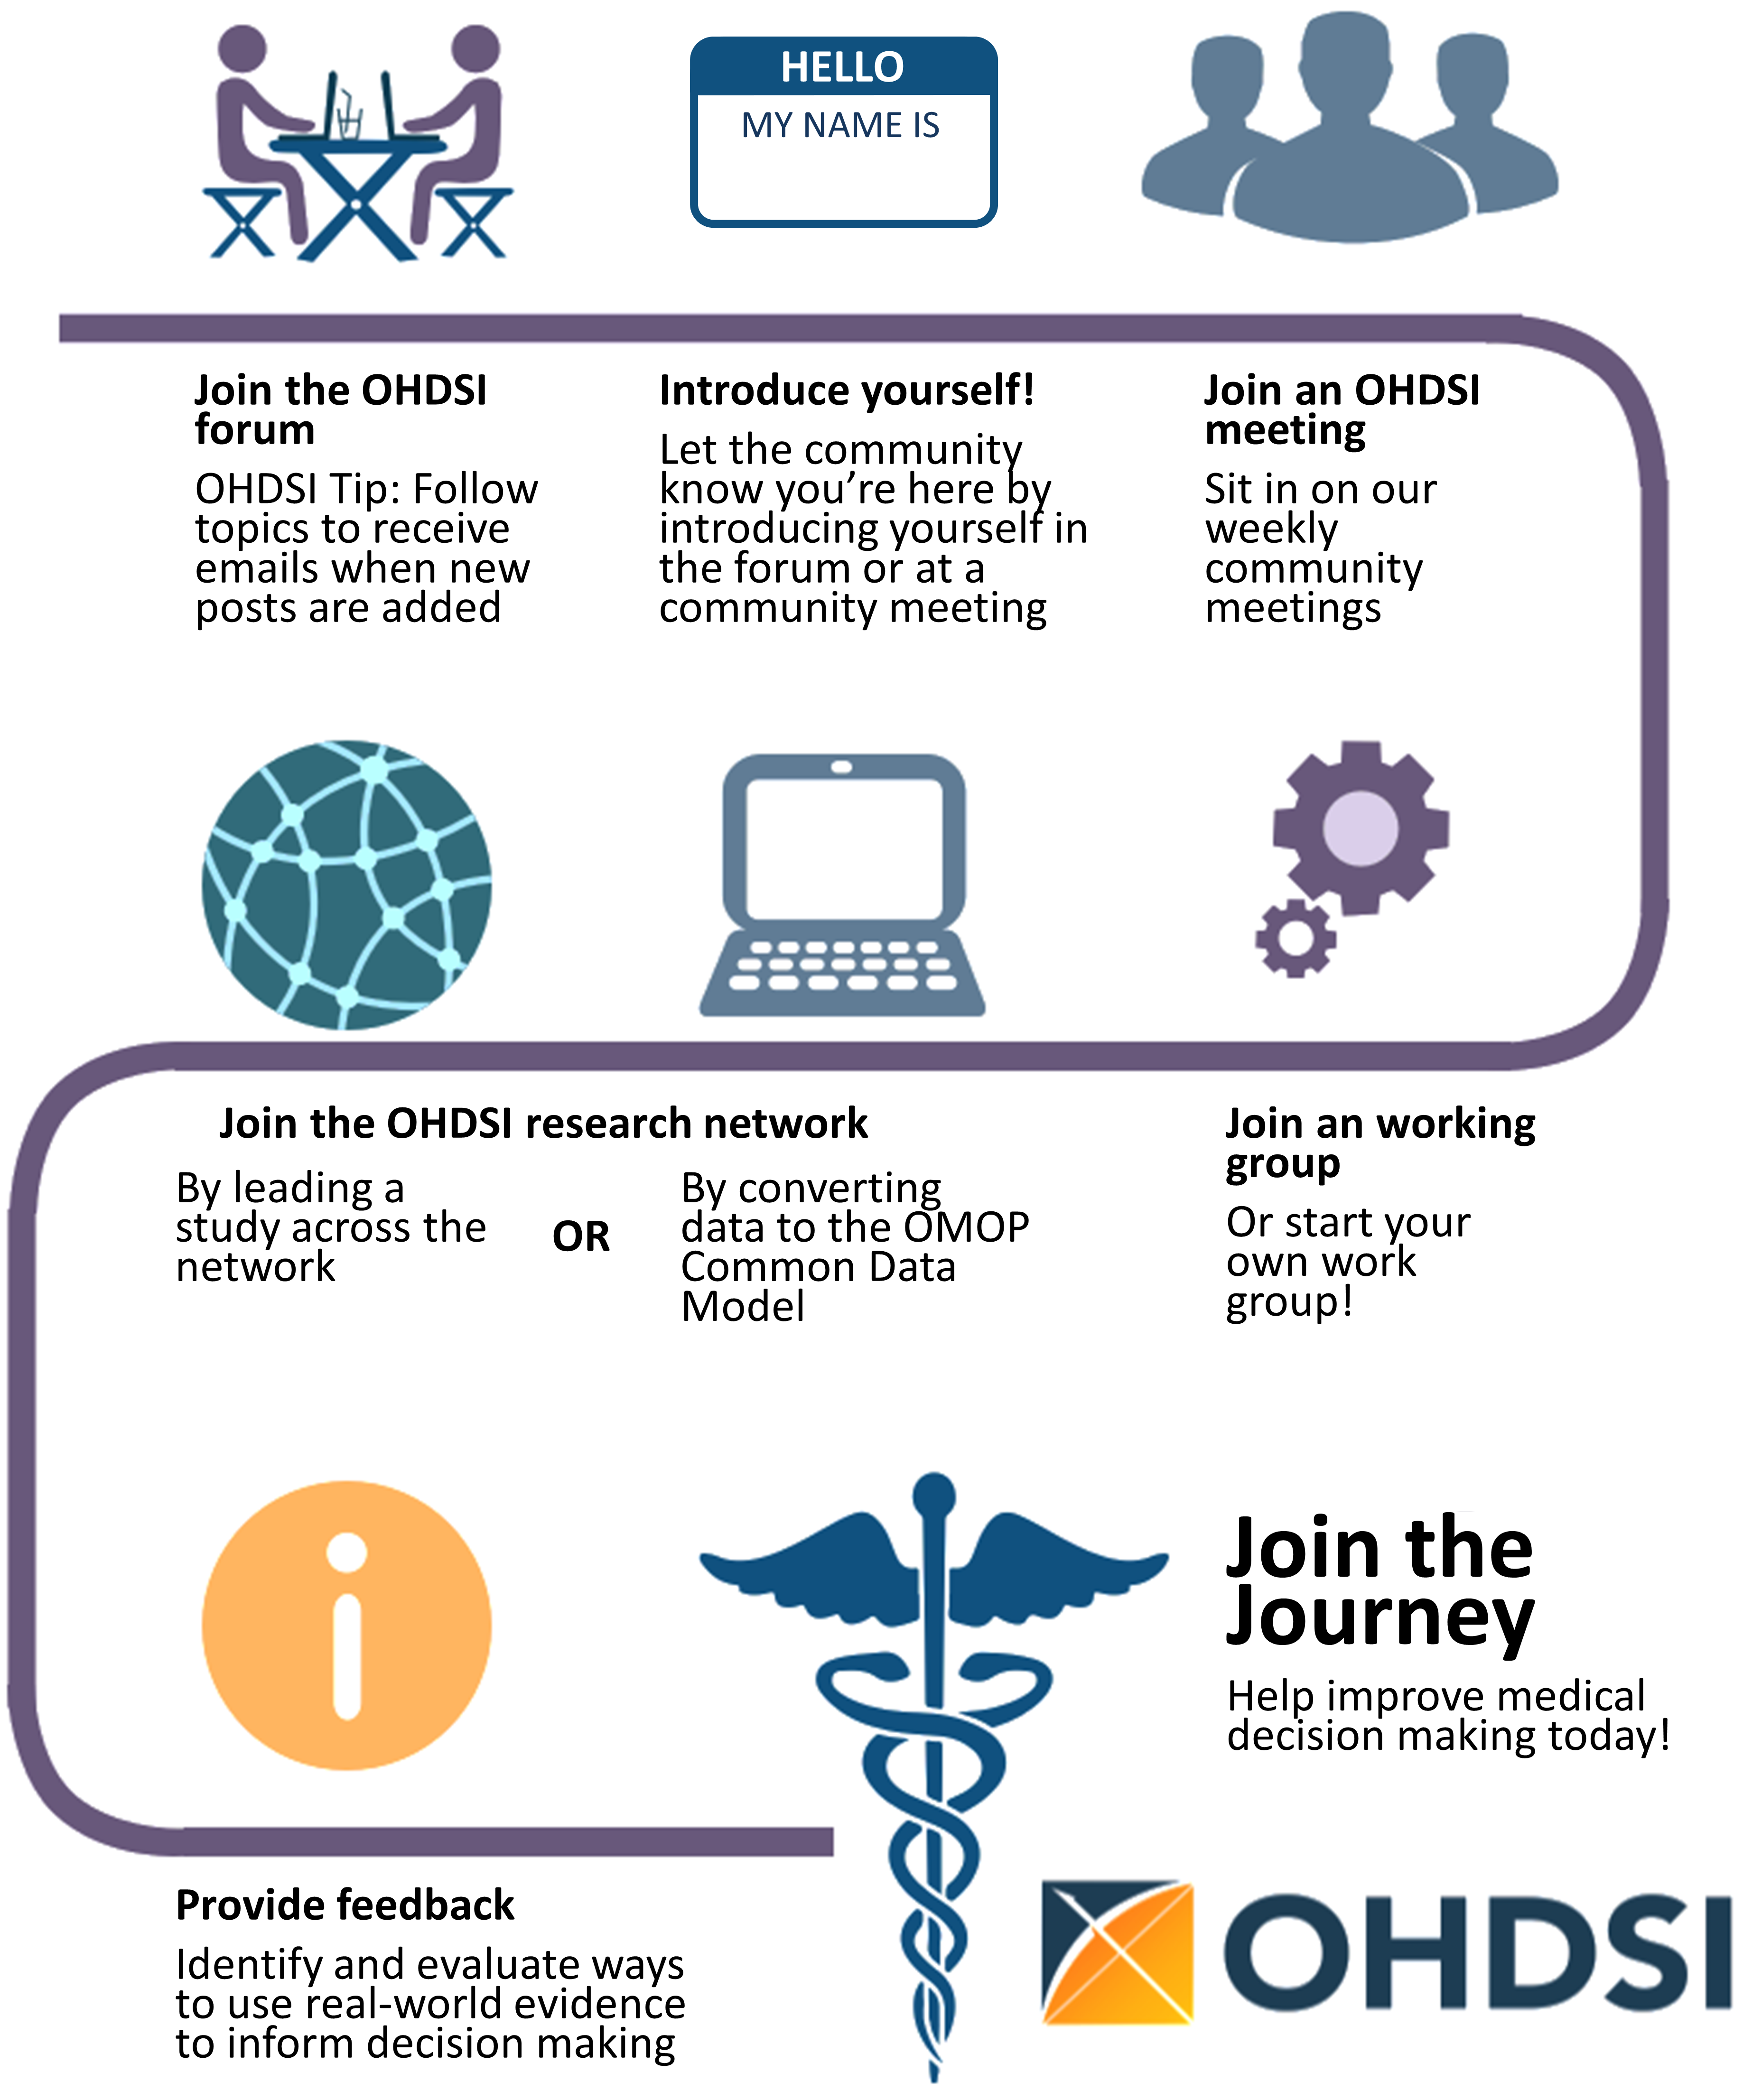 HELLO
MY NAME IS
Join the OHDSI
forum
OHDSI Tip: Follow
topics to receive
emails when new
posts are added
Introduce yourself!
Let the community
know you’re here by
introducing yourself in
the forum or at a
community meeting
Join an OHDSI
meeting
Sit in on our
weekly
community
meetings
Join the OHDSI research network
By leading a
study across the
network
OR
By converting
data to the OMOP
Common Data
Model
Join an working
group
Or start your
own work
group!
Join the
Journey
Help improve medical
decision making today!
Provide feedback
Identify and evaluate ways
to use real-world evidence
to inform decision making
OHDSI